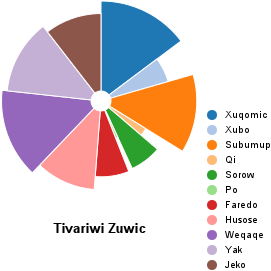 Xuqomic
Xubo
Subumup
Qi
Sorow
Po
Faredo
Husose
Weqaqe
Yak
Jeko
Tivariwi Zuwic